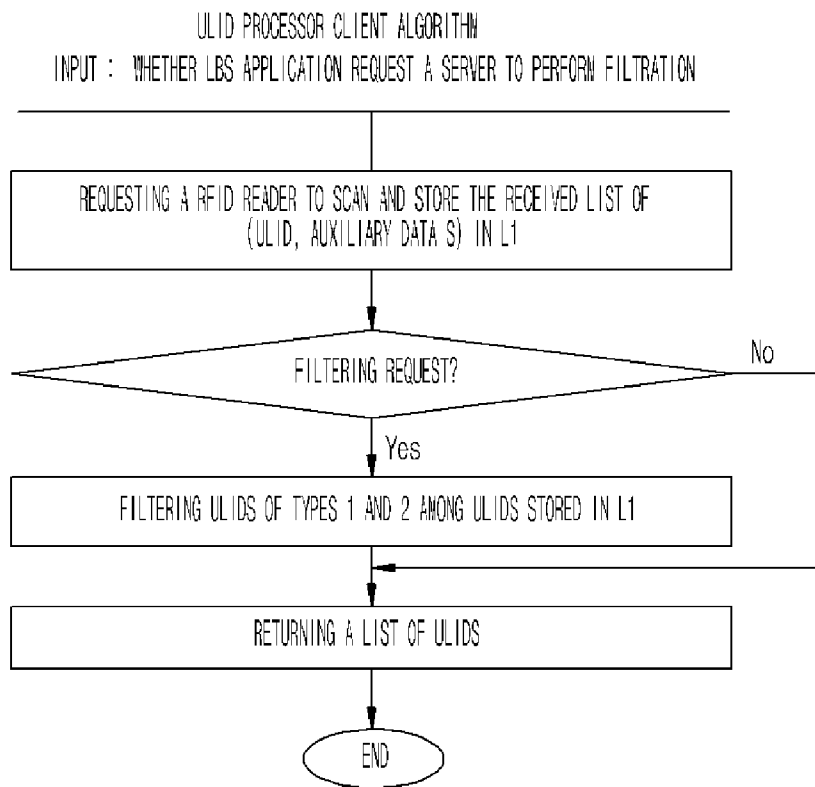 ULID PROCESSOR CLIENT ALGORITHM
INPUT : WHETHER LBS APPLICATION REQUEST A SERVER TO PERFORM FILTRATION
REQUESTING A RFID READER TO SCAN AND STORE THE RECEIVED LIST OF
(ULID, AUXILIARY DATA S) IN L1
FILTERING REQUEST?
No
Yes
FILTERING ULIDS OF TYPES 1 AND 2 AMONG ULIDS STORED IN L1
RETURNING A LIST OF ULIDS
END